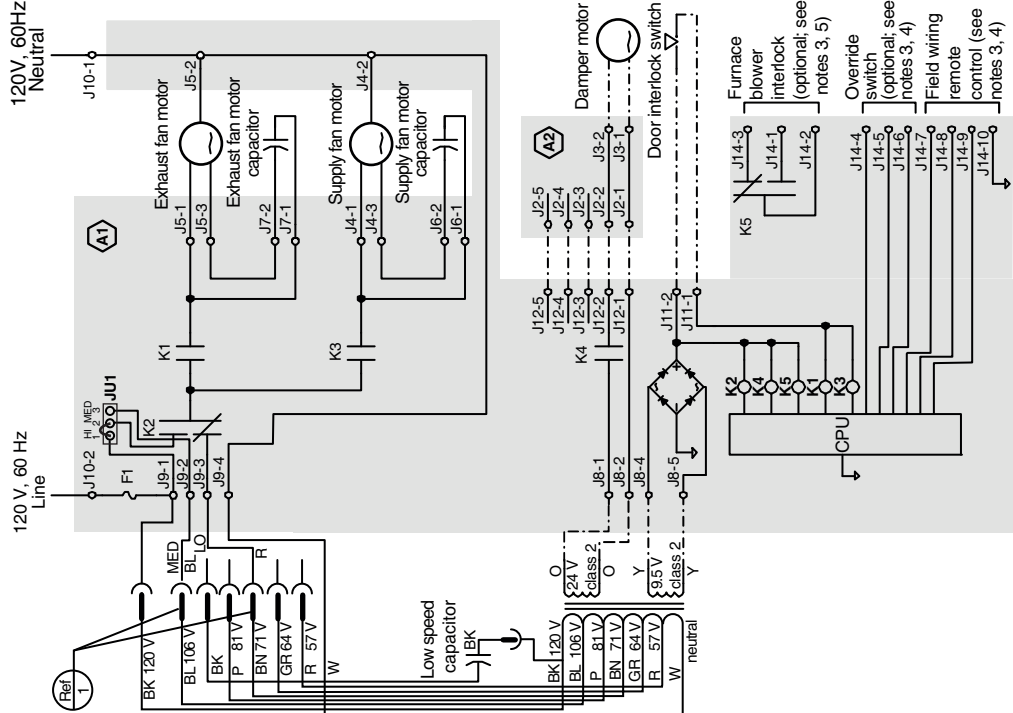 120V, 60Hz
Neutral
J10-1
J5-2
J4-2
Exhaust fan motor
Exhaust fan motor
capacitor
Supply fan motor
Supply fan motor
capacitor
A1
J5-1
J5-3
J7-2
J7-1
J4-1
J4-3
J6-2
J6-1
K1
K3
120 V, 60 Hz
Line
J10-2
F1
JU1
HI MED
1 2 3
K2
J9-1
J9-2
J9-3
J9-4
MED
BL
LO
R
Ref
1
BK 120 V
BL 106 V
BK
P 81 V
BN 71 V
GR 64 V
R 57 V
W
Low speed
capacitor
BK
BK 120 V
BL 106 V
P 81 V
BN 71 V
GR 64 V
R 57 V
W
neutral
O
24 V
class 2
O
Y
9.5 V
class 2
Y
J8-1
J8-2
J8-4
J8-5
K4
J12-5
J12-4
J12-3
J12-2
J12-1
J11-2
J11-1
A2
J2-5
J2-4
J2-3
J2-2
J2-1
J3-2
J3-1
Damper motor
Door interlock switch
+
K2
K4
K5
K1
K3
CPU
K5
J14-3
J14-1
J14-2
J14-4
J14-5
J14-6
J14-7
J14-8
J14-9
J14-10
Furnace
blower
interlock
(optional; see
notes 3, 5)
Override
switch
(optional; see
notes 3, 4)
Field wiring
remote
control (see
notes 3, 4)